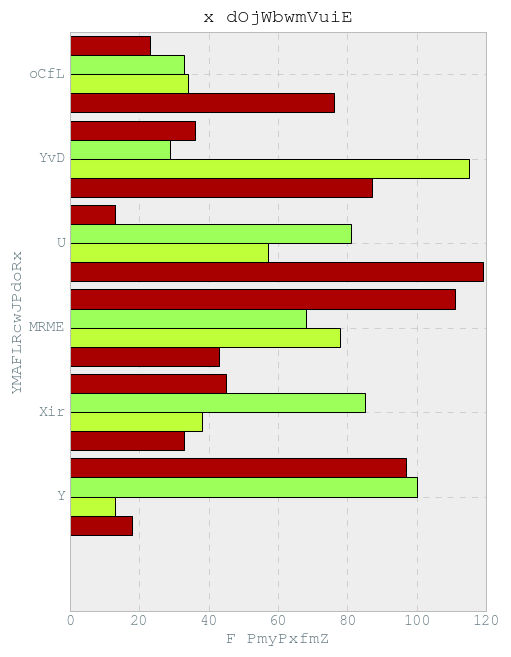 x dOjWbwmVuiE
oCfL
YvD
U
MRME
Xir
Y
YMAFLRcwJPdoRx
0 20 40 60 80 100 120
F PmyPxfmZ